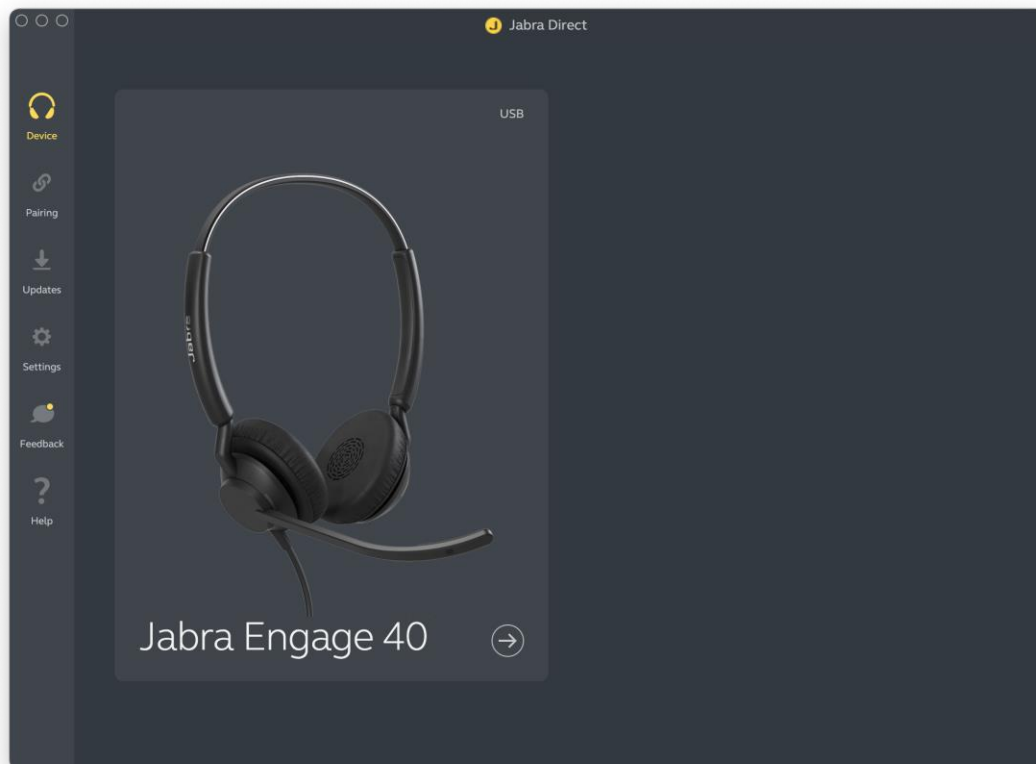 Jabra Direct
Device
Pairing
Updates
Settings
Feedback
Help
USB
Jabra
Jabra Engage 40